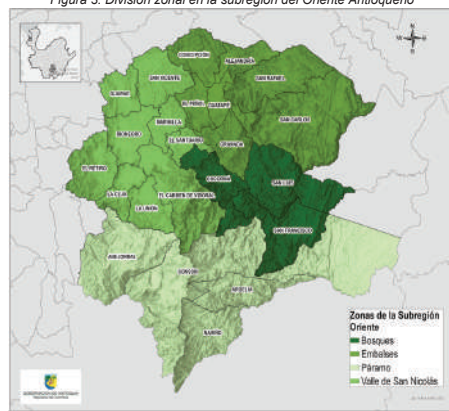 Figura 3. División zonal en la subregión del Oriente Antioqueño
N
W
E
S
CONCEPCIÓN
ALEJANDRÍA
SAN VICENTE
SAN RAFAEL
GUARNE
EL PEÑOL
GUATAPÉ
MARINILLA
SAN CARLOS
RIONEGRO
EL SANTUARIO
GRANADA
EL RETIRO
COCORNÁ
SAN LUIS
LA CEJA
EL CARMEN DE VIBORAL
LA UNIÓN
SAN FRANCISCO
ABEJORRAL
SONSÓN
ARGELIA
NARIÑO
Zonas de la Subregión
Oriente
Bosques
Embalses
Páramo
Valle de San Nicolás
GOBERNACIÓN DE ANTIOQUIA